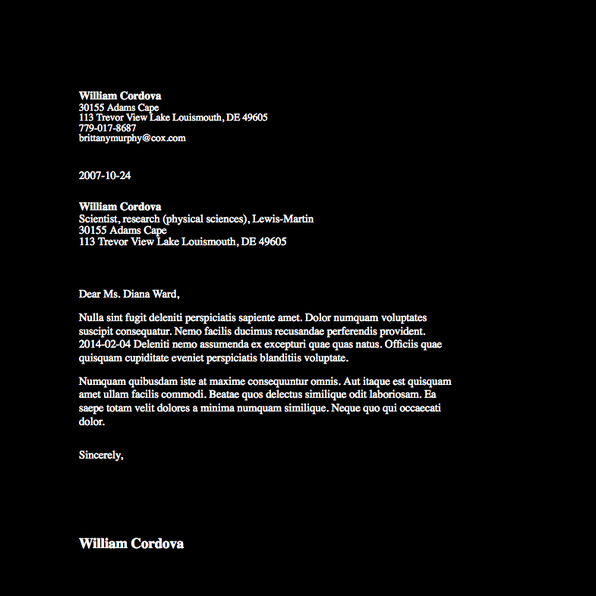 William Cordova
30155 Adams Cape
113 Trevor View Lake Louismouth, DE 49605
779-017-8687
brittanymurphy@cox.com
2007-10-24
William Cordova
Scientist, research (physical sciences), Lewis-Martin
30155 Adams Cape
113 Trevor View Lake Louismouth, DE 49605
Dear Ms. Diana Ward,
Nulla sint fugit deleniti perspiciatis sapiente amet. Dolor numquam voluptates
suscipit consequatur. Nemo facilis ducimus recusandae perferendis provident.
2014-02-04 Deleniti nemo assumenda ex excepturi quae quas natus. Officiis quae
quisquam cupiditate eveniet perspiciatis blanditiis voluptate.
Numquam quibusdam iste at maxime consequuntur omnis. Aut itaque est quisquam
amet ullam facilis commodi. Beatae quos delectus similique odit laboriosam. Ea
saepe totam velit dolores a minima numquam similique. Neque quo qui occaecati
dolor.
Sincerely,
William Cordova